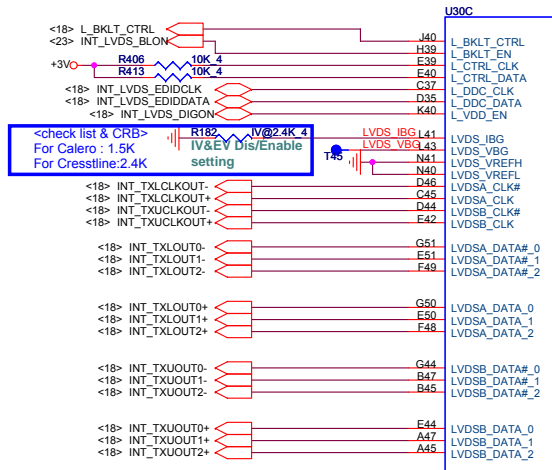 U30C
<18> L_BKLT_CTRL J40 L_BKLT_CTRL
<23> INT_LVDS_BLON H39 L_BKLT_EN
+3V R406 10K_4 E39 L_CTRL_CLK
R413 10K_4 E40 L_CTRL_DATA
<18> INT_LVDS_EDIDCLK C37 L_DDC_CLK
<18> INT_LVDS_EDIDDATA D35 L_DDC_DATA
<18> INT_LVDS_DIGON K40 L_VDD_EN
<check list & CRB>
For Calero : 1.5K
For Cresstline:2.4K
R182 IV@2.4K_4 LVDS_IBG L41 LVDS_IBG
IV&EV Dis/Enable
setting
T45 LVDS_VBG L43 LVDS_VBG
N41 LVDS_VREFH
N40 LVDS_VREFL
<18> INT_TXLCLKOUT- D46 LVDSA_CLK#
<18> INT_TXLCLKOUT+ C45 LVDSA_CLK
<18> INT_TXUCLKOUT- D44 LVDSB_CLK#
<18> INT_TXUCLKOUT+ E42 LVDSB_CLK
<18> INT_TXLOUT0- G51 LVDSA_DATA#_0
<18> INT_TXLOUT1- E51 LVDSA_DATA#_1
<18> INT_TXLOUT2- F49 LVDSA_DATA#_2
<18> INT_TXLOUT0+ G50 LVDSA_DATA_0
<18> INT_TXLOUT1+ E50 LVDSA_DATA_1
<18> INT_TXLOUT2+ F48 LVDSA_DATA_2
<18> INT_TXUOUT0- G44 LVDSB_DATA#_0
<18> INT_TXUOUT1- B47 LVDSB_DATA#_1
<18> INT_TXUOUT2- B45 LVDSB_DATA#_2
<18> INT_TXUOUT0+ E44 LVDSB_DATA_0
<18> INT_TXUOUT1+ A47 LVDSB_DATA_1
<18> INT_TXUOUT2+ A45 LVDSB_DATA_2